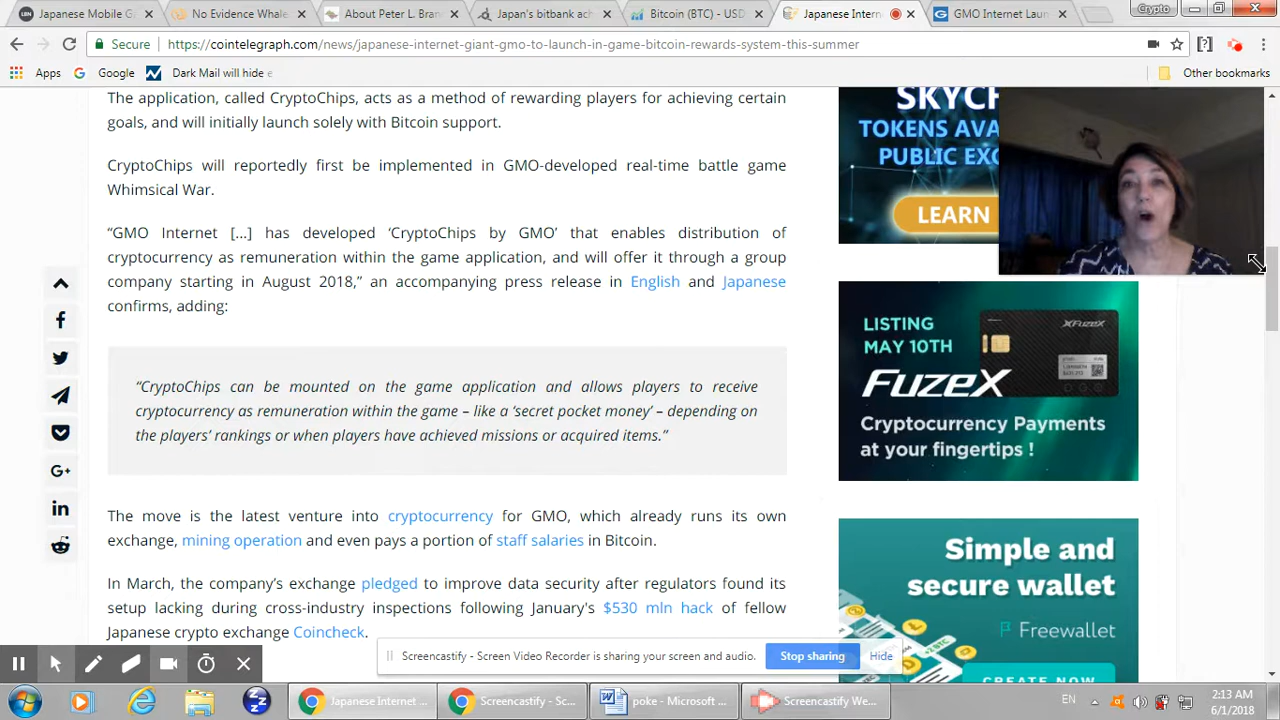 Japanese Mobile G
No Evidence Whale
About Peter L. Bran
Japan's
Bitcoin (BTC) - USD
Japanese Inter
GMO Internet Laun
Crypto
Secure
https://cointelegraph.com/news/japanese-internet-giant-gmo-to-launch-in-game-bitcoin-rewards-system-this-summer
Apps
Google
Dark Mail will hide e
Other bookmarks
The application, called CryptoChips, acts as a method of rewarding players for achieving certain
goals, and will initially launch solely with Bitcoin support.
CryptoChips will reportedly first be implemented in GMO-developed real-time battle game
Whimsical War.
“GMO Internet [...] has developed ‘CryptoChips by GMO’ that enables distribution of
cryptocurrency as remuneration within the game application, and will offer it through a group
company starting in August 2018,” an accompanying press release in English and Japanese
confirms, adding:
“CryptoChips can be mounted on the game application and allows players to receive
cryptocurrency as remuneration within the game – like a ‘secret pocket money’ – depending on
the players’ rankings or when players have achieved missions or acquired items.”
The move is the latest venture into cryptocurrency for GMO, which already runs its own
exchange, mining operation and even pays a portion of staff salaries in Bitcoin.
In March, the company’s exchange pledged to improve data security after regulators found its
setup lacking during cross-industry inspections following January's $530 mln hack of fellow
Japanese crypto exchange Coincheck.
SKYCH
TOKENS AVA
PUBLIC EXC
LEARN
LISTING
MAY 10TH
FUZEX
Cryptocurrency Payments
at your fingertips !
Simple and
secure wallet
Freewallet
CREATE NOW
Screencastify - Screen Video Recorder is sharing your screen and audio.
Stop sharing
Hide
Japanese Internet ...
Screencastify - Sc...
poke - Microsoft ...
Screencastify We...
EN
2:13 AM
6/1/2018